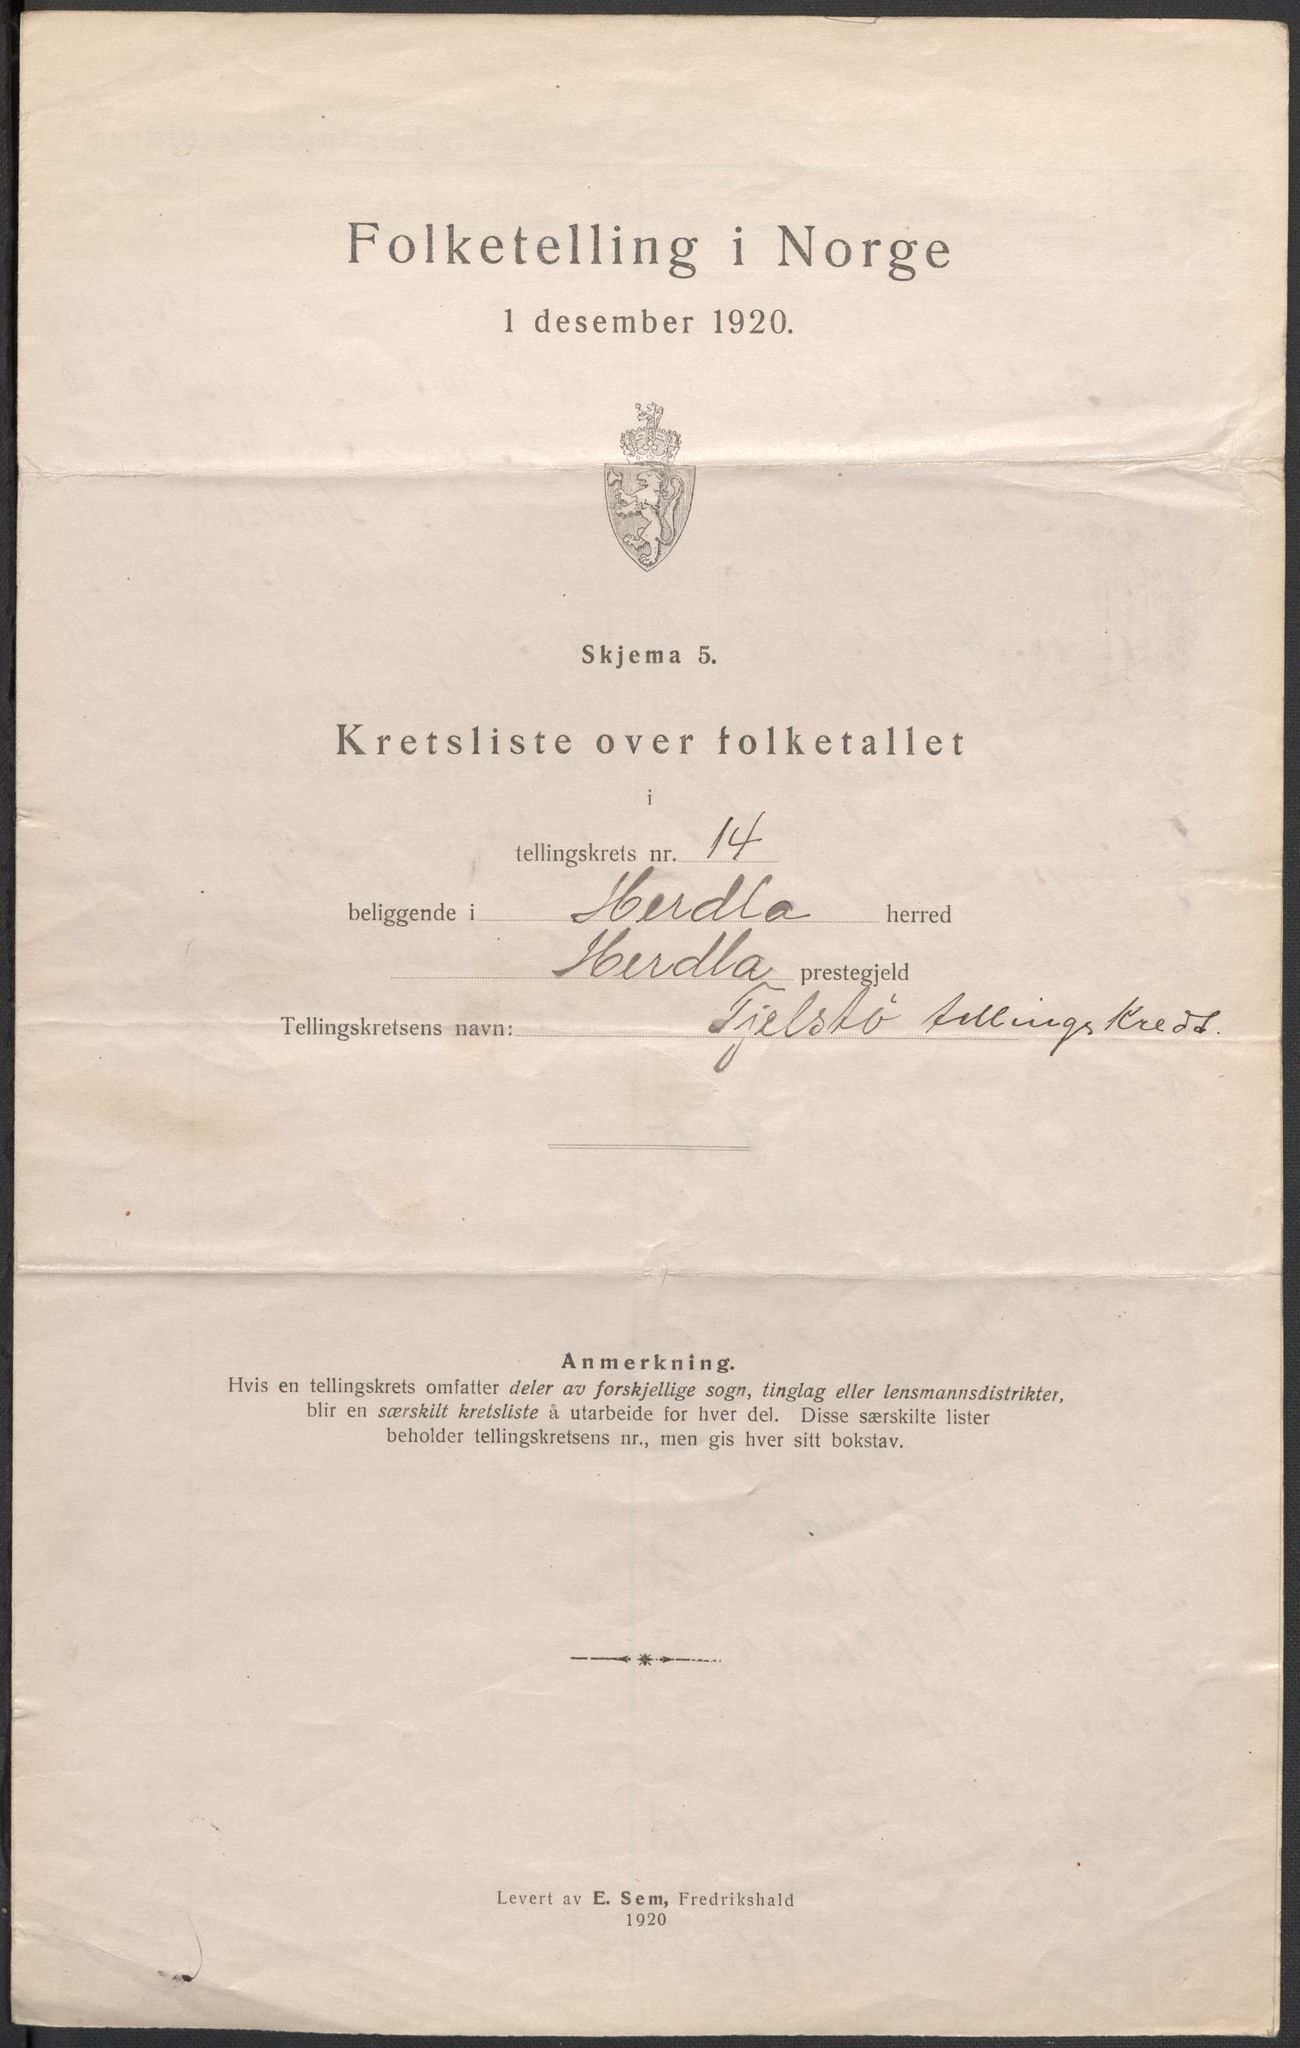 Folketelling i Norge
1 desember 1920.
Skjema 5.
Kretsliste over folketallet
i
tellingskrets nr. 14
beliggende i Herdla herred
Herdla prestegjeld
Tellingskretsens navn: Tjelstö tellingskreds.
Anmerkning.
Hvis en tellingskrets omfatter deler av forskjellige sogn, tinglag eller lensmannsdistrikter,
blir en særskilt kretsliste å utarbeide for hver del. Disse særskilte lister
beholder tellingskretsens nr., men gis hver sitt bokstav.
Levert av E. Sem, Fredrikshald
1920